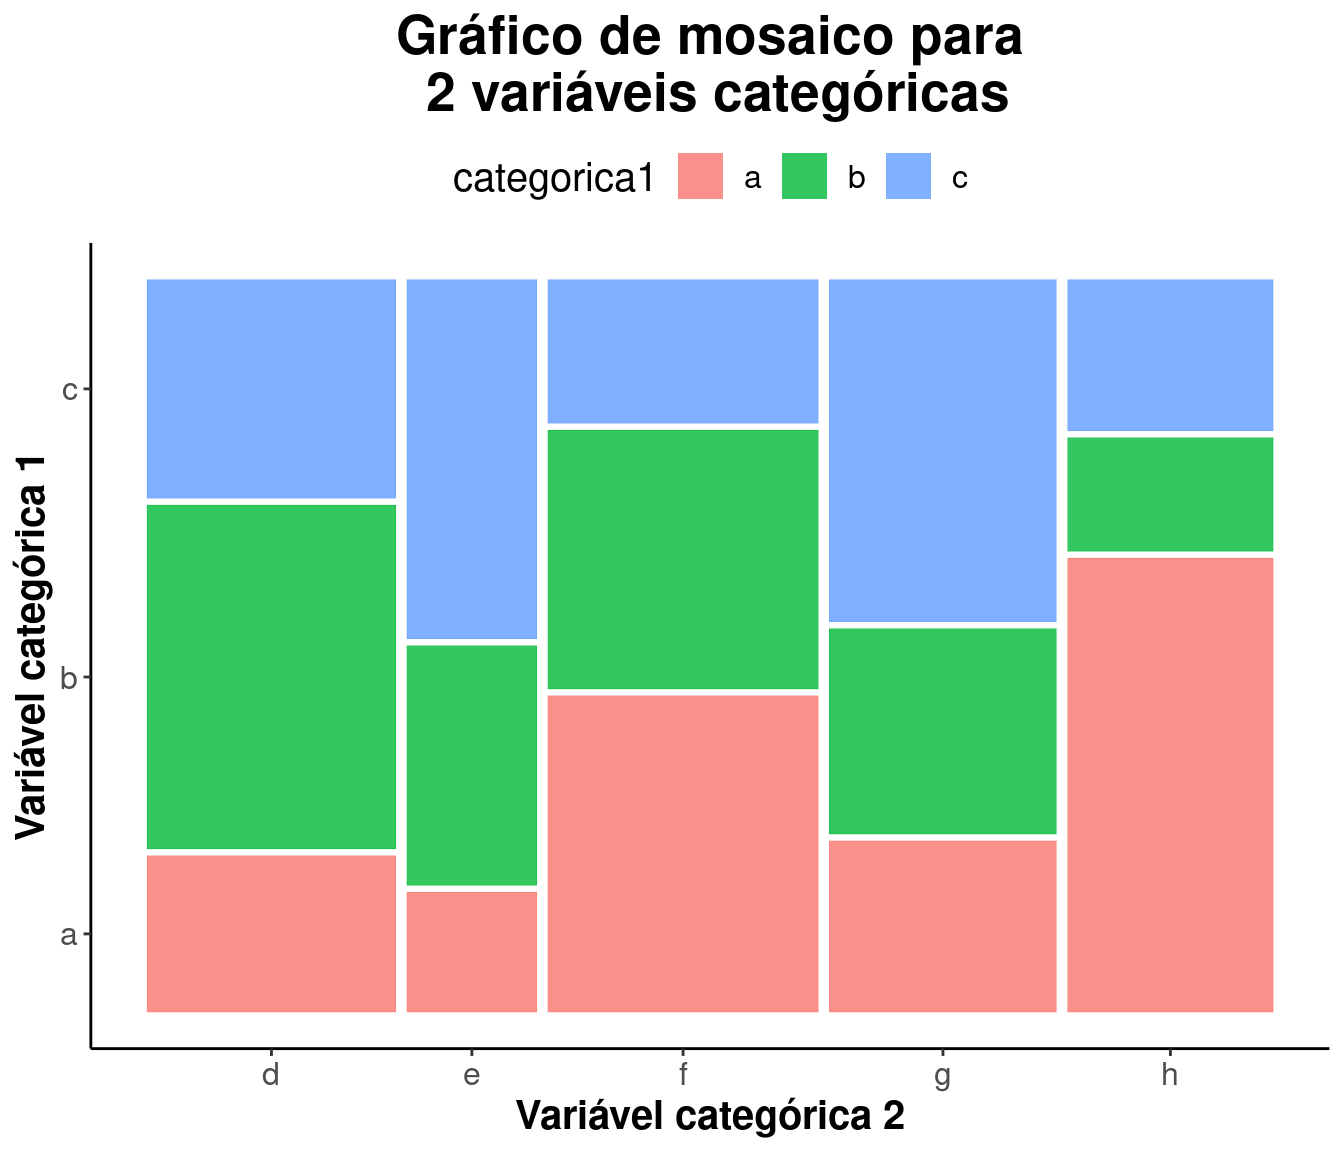 Gráfico de mosaico para
2 variáveis categóricas
categorica1 a b c
c
b
a
Variável categórica 1
d e f g h
Variável categórica 2